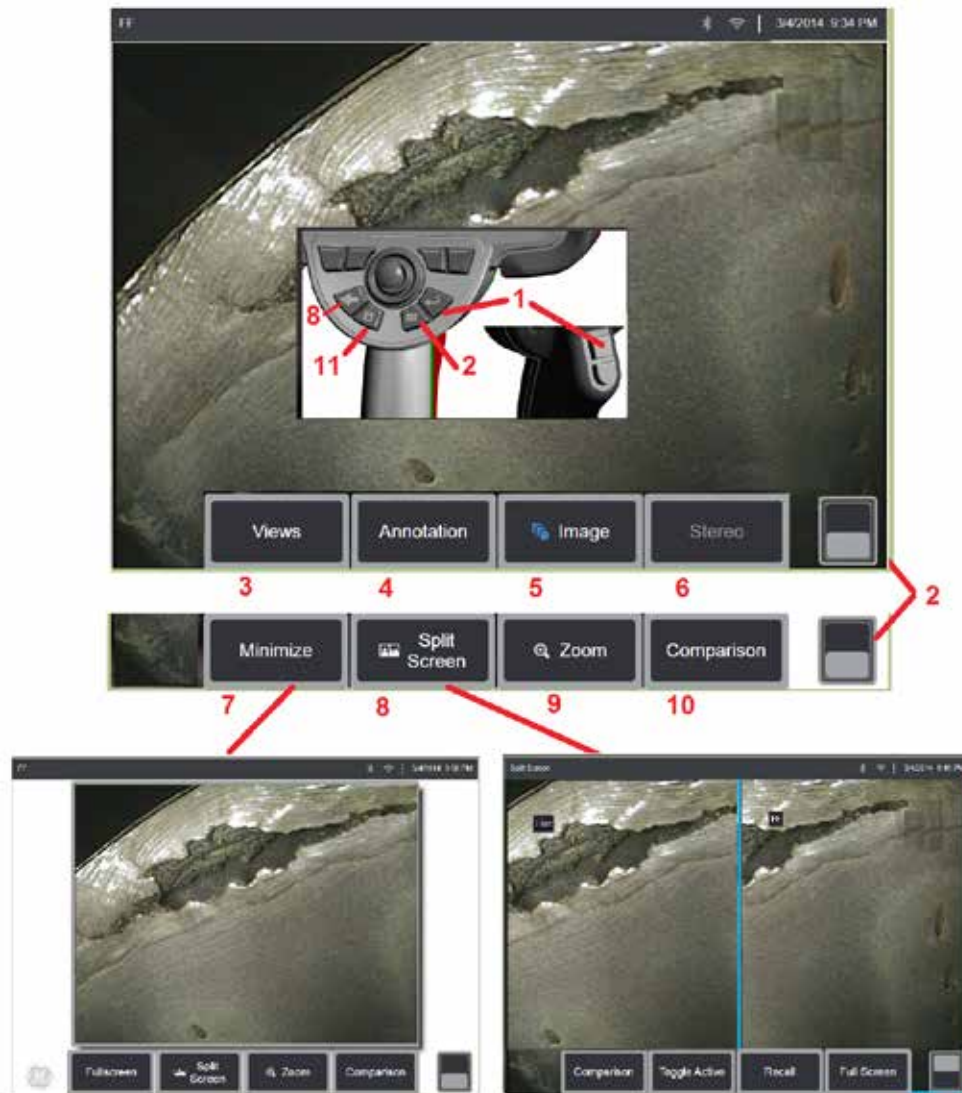 FF 3/4/2014 9:34 PM
1
8
11
2
Views Annotation Image Stereo
3 4 5 6
2
Minimize Split Screen Zoom Comparison
7 8 9 10
FF
Split Screen
FF
Fullscreen Split Screen Zoom Comparison
Comparison Toggle Active Recall Full Screen